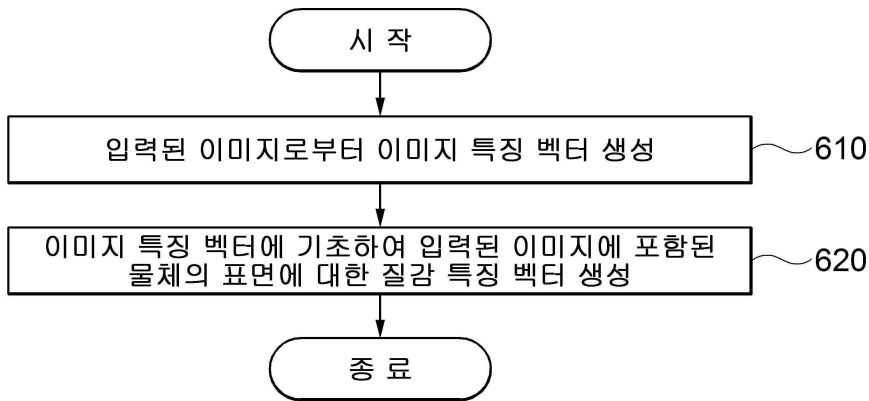 시 작
입력된 이미지로부터 이미지 특징 벡터 생성
610
이미지 특징 벡터에 기초하여 입력된 이미지에 포함된
물체의 표면에 대한 질감 특징 벡터 생성
620
종 료